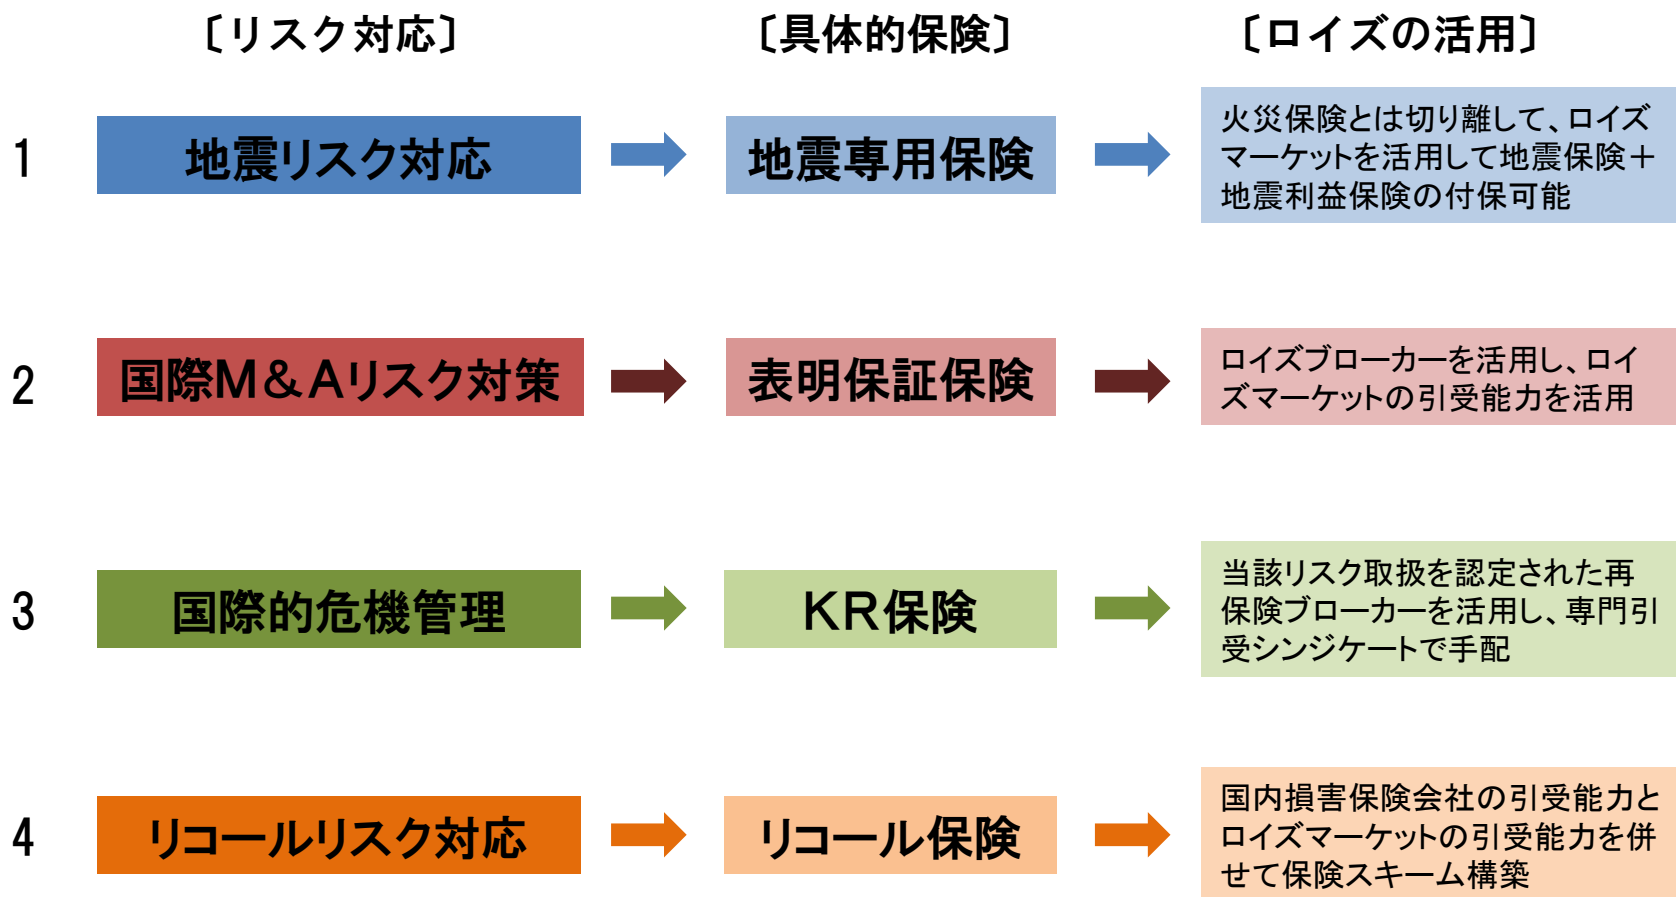 〔リスク対応〕
〔具体的保険〕
〔ロイズの活用〕
1
地震リスク対応
地震専用保険
火災保険とは切り離して、ロイズ
マーケットを活用して地震保険＋
地震利益保険の付保可能
2
国際Ｍ＆Ａリスク対策
表明保証保険
ロイズブローカーを活用し、ロイ
ズマーケットの引受能力を活用
3
国際的危機管理
ＫＲ保険
当該リスク取扱を認定された再
保険ブローカーを活用し、専門引
受シンジケートで手配
4
リコールリスク対応
リコール保険
国内損害保険会社の引受能力と
ロイズマーケットの引受能力を併
せて保険スキーム構築